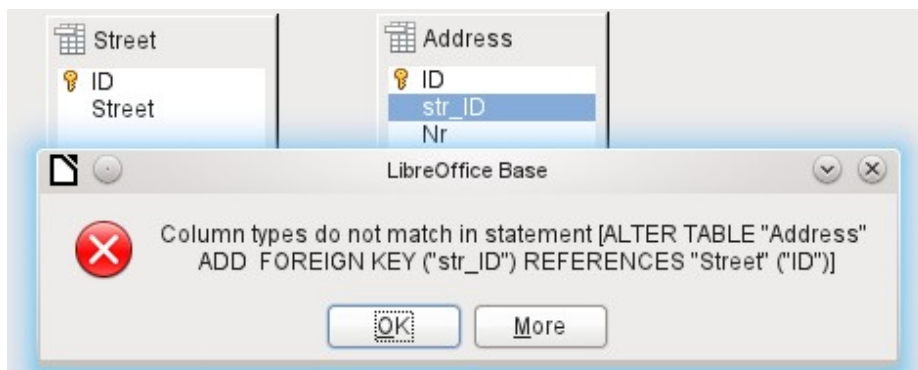 Street
ID
Street
Address
ID
str_ID
Nr
LibreOffice Base
Column types do not match in statement [ALTER TABLE "Address"
ADD  FOREIGN KEY ("str_ID") REFERENCES "Street" ("ID")]
OK
More